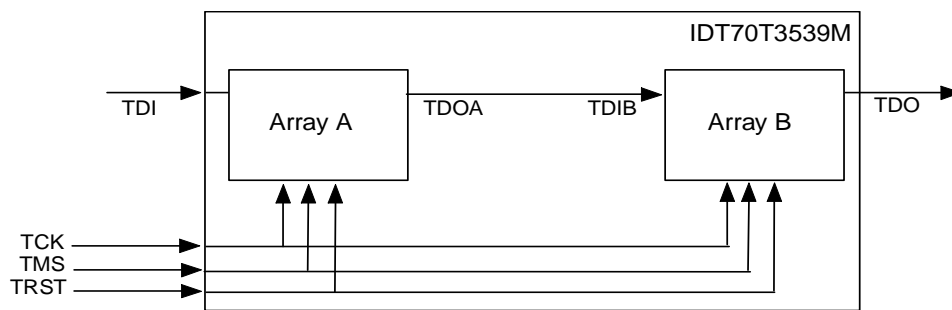 IDT70T3539M
Array A
Array B
TDI
TDOA
TDIB
TDO
TCK
TMS
TRST